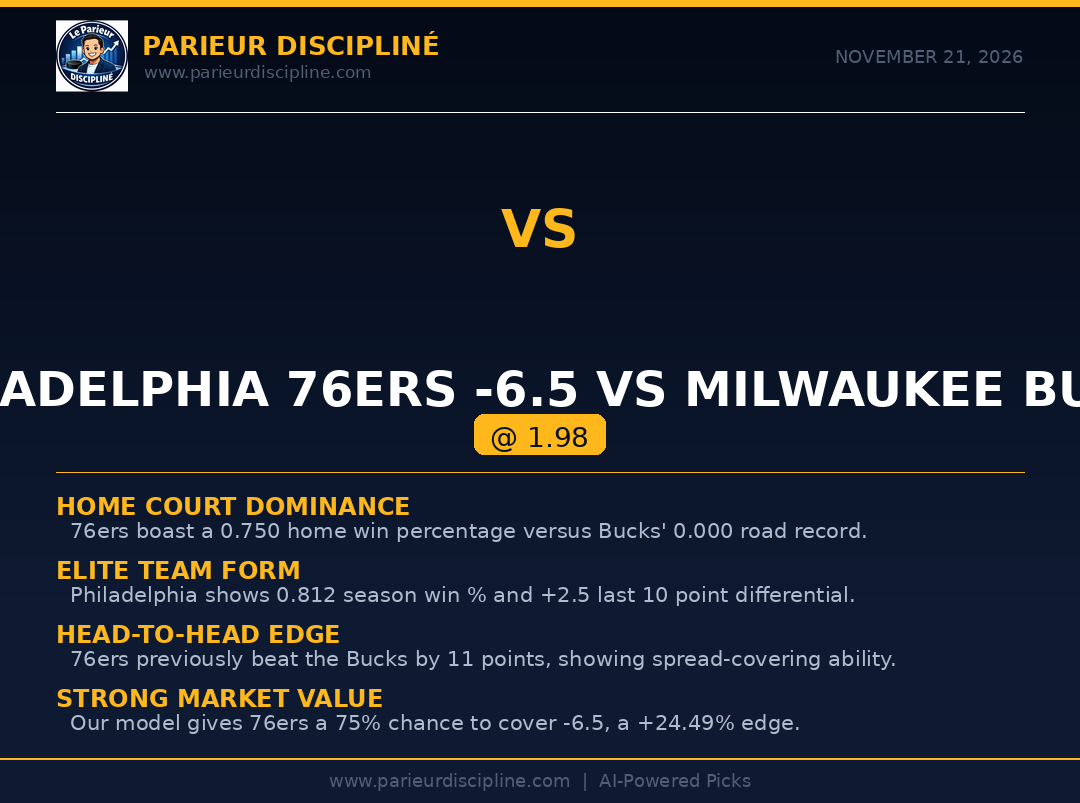 Le Parieur
DISCIPLINÉ
PARIEUR DISCIPLINÉ
www.parieurdiscipline.com
NOVEMBER 21, 2026
VS
ADELPHIA 76ERS -6.5 VS MILWAUKEE BU
@ 1.98
HOME COURT DOMINANCE
76ers boast a 0.750 home win percentage versus Bucks' 0.000 road record.
ELITE TEAM FORM
Philadelphia shows 0.812 season win % and +2.5 last 10 point differential.
HEAD-TO-HEAD EDGE
76ers previously beat the Bucks by 11 points, showing spread-covering ability.
STRONG MARKET VALUE
Our model gives 76ers a 75% chance to cover -6.5, a +24.49% edge.
www.parieurdiscipline.com | AI-Powered Picks